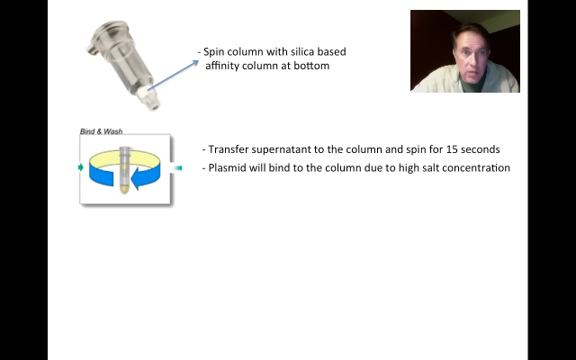 - Spin column with silica based
affinity column at bottom
Bind & Wash
- Transfer supernatant to the column and spin for 15 seconds
- Plasmid will bind to the column due to high salt concentration